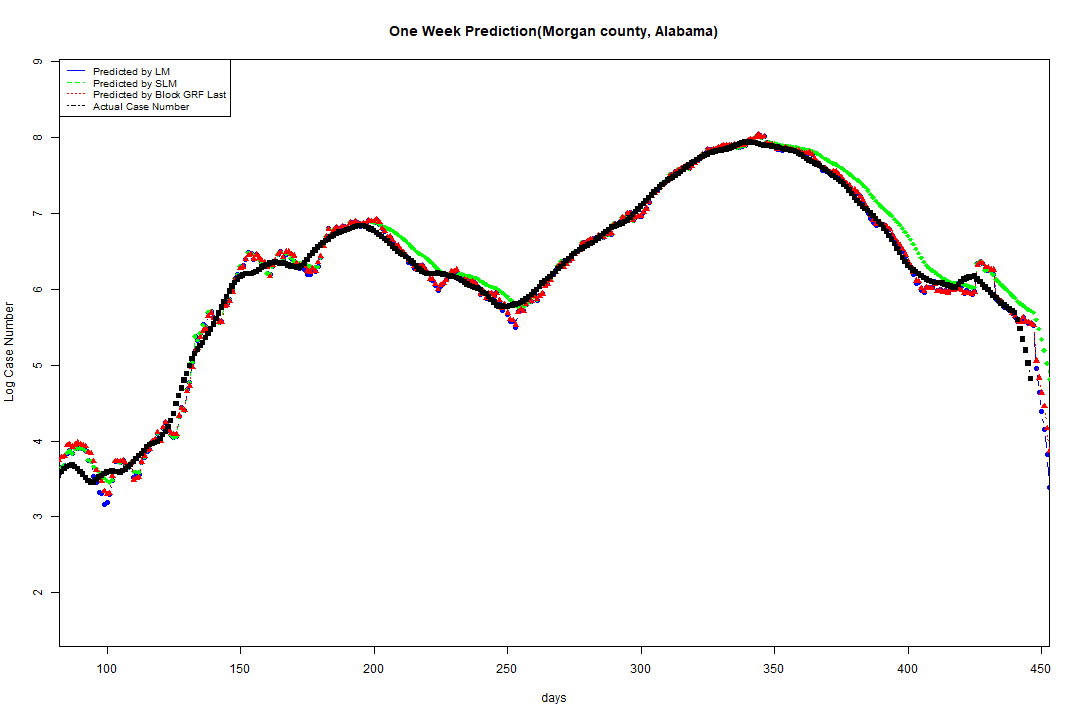 One Week Prediction(Morgan county, Alabama)
Predicted by LM
Predicted by SLM
Predicted by Block GRF Last
Actual Case Number
9
8
7
6
5
4
3
2
Log Case Number
100 150 200 250 300 350 400 450
days